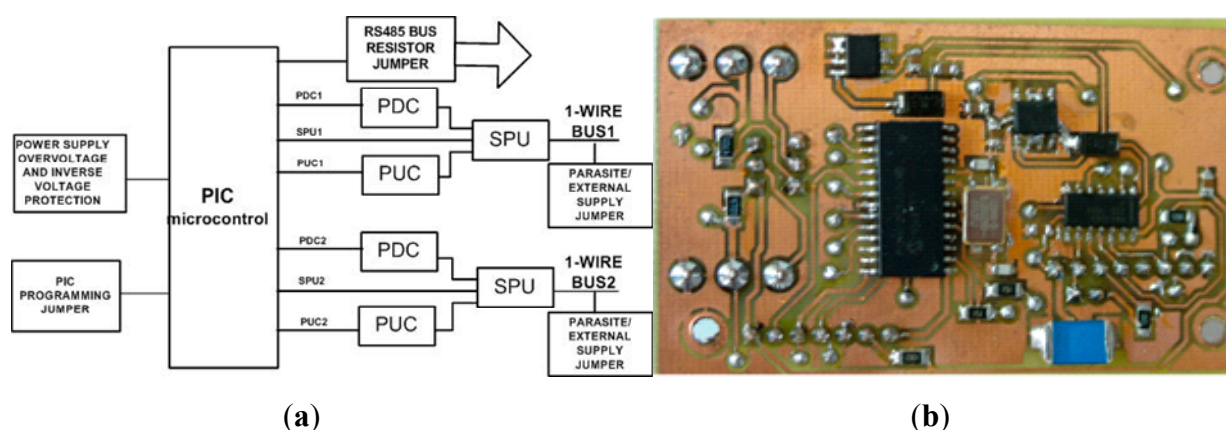 RS485 BUS
RESISTOR
JUMPER
PDC1
PDC
1-WIRE
BUS1
SPU1
SPU
POWER SUPPLY
OVERVOLTAGE
AND INVERSE
VOLTAGE
PROTECTION
PIC
microcontrol
PUC1
PUC
PARASITE/
EXTERNAL
SUPPLY
JUMPER
PDC2
PDC
1-WIRE
BUS2
PIC
PROGRAMMING
JUMPER
SPU2
SPU
PUC2
PUC
PARASITE/
EXTERNAL
SUPPLY
JUMPER
(a)
(b)